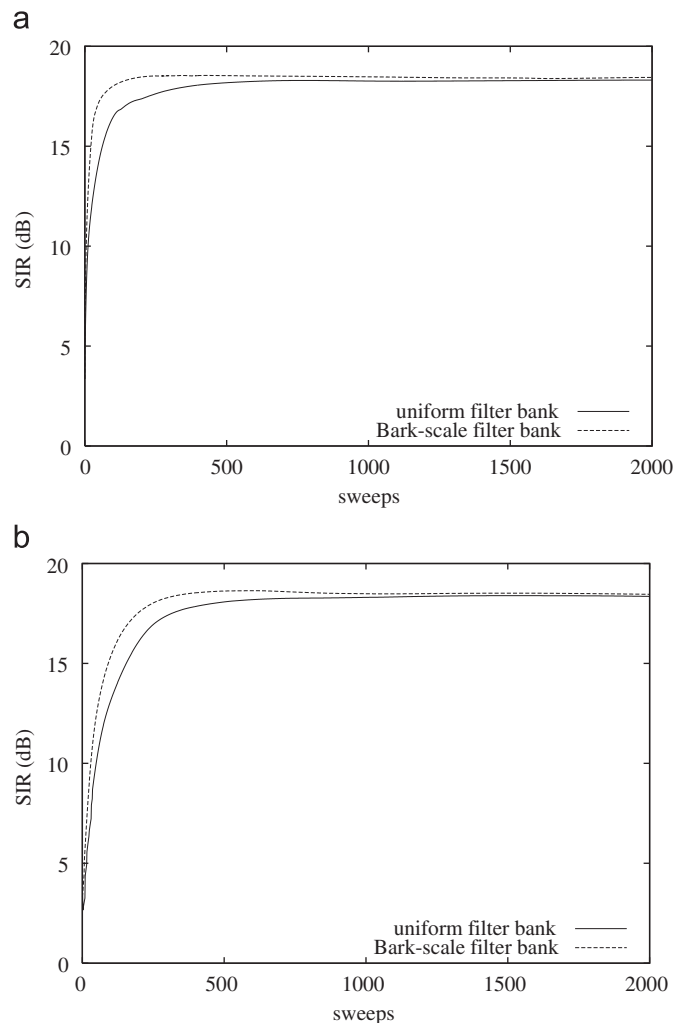 a
20
15
10
5
0
SIR (dB)
uniform filter bank
Bark-scale filter bank
0 500 1000 1500 2000
sweeps
b
20
15
10
5
0
SIR (dB)
uniform filter bank
Bark-scale filter bank
0 500 1000 1500 2000
sweeps